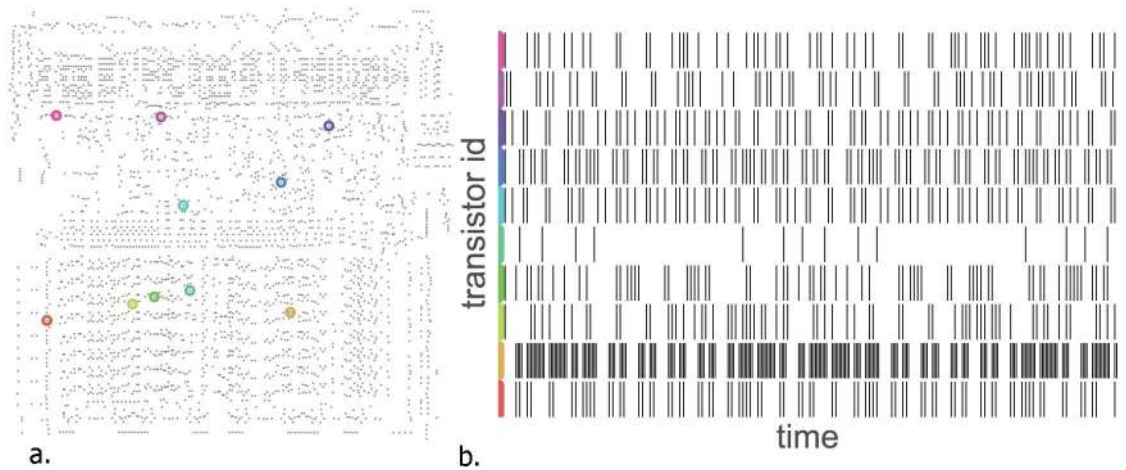 transistor id
time
a.
b.